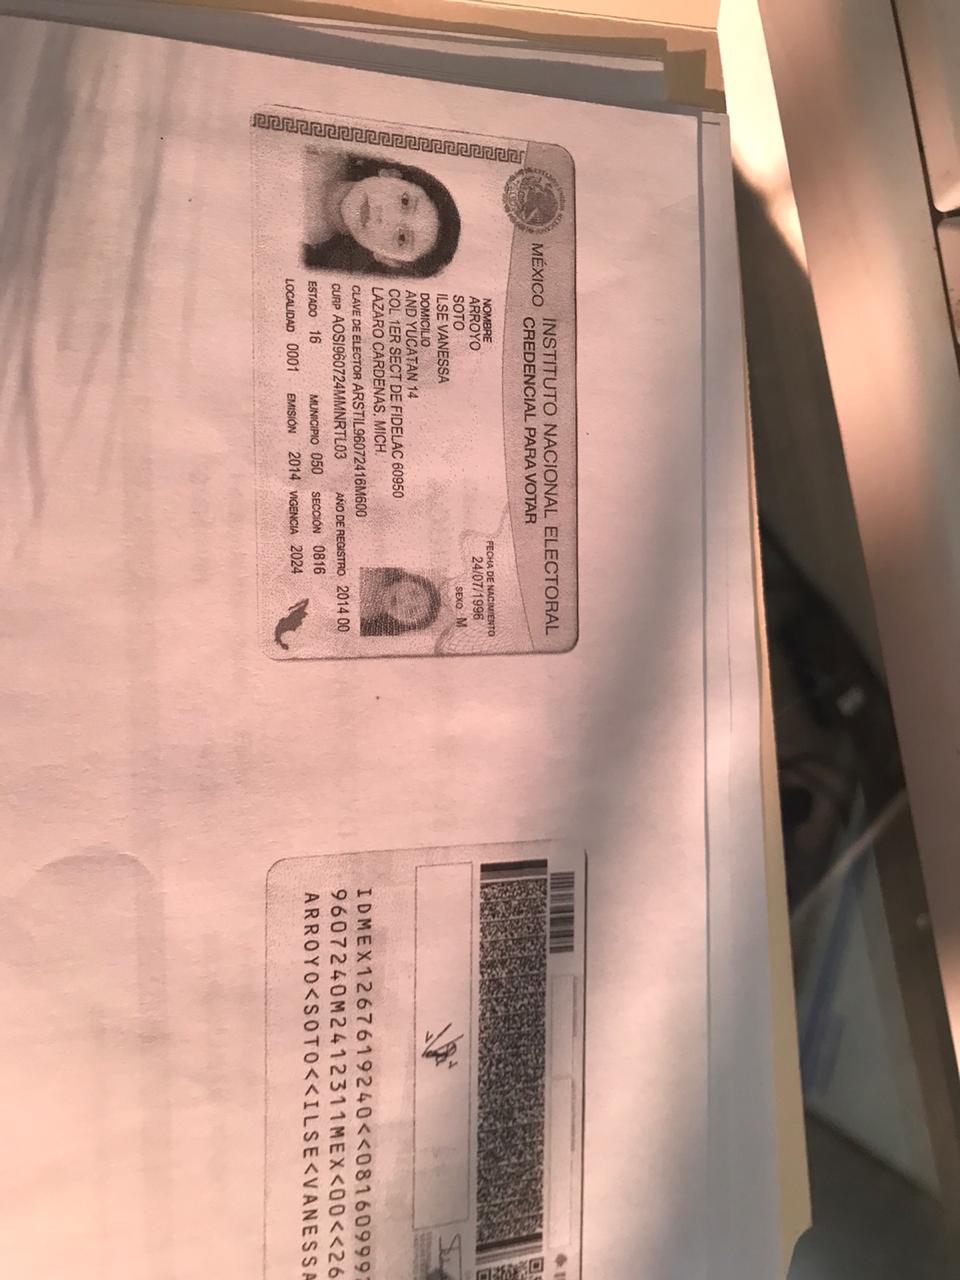 MÉXICO INSTITUTO NACIONAL ELECTORAL
CREDENCIAL PARA VOTAR
NOMBRE
ARROYO
SOTO
ILSE VANESSA
FECHA DE NACIMIENTO
24/07/1996
SEXO M
DOMICILIO
AND YUCATAN 14
COL 1ER SECT DE FIDELAC 60950
LAZARO CARDENAS, MICH.
CLAVE DE ELECTOR ARSTIL96072416M600
CURP AOSI960724MMNRTL03 AÑO DE REGISTRO 2014 00
ESTADO 16 MUNICIPIO 050 SECCIÓN 0816
LOCALIDAD 0001 EMISIÓN 2014 VIGENCIA 2024
IDMEX1267619240<<0816099
9607240M2412311MEX<00<<26
ARROYO<SOTO<<ILSE<VANESSA